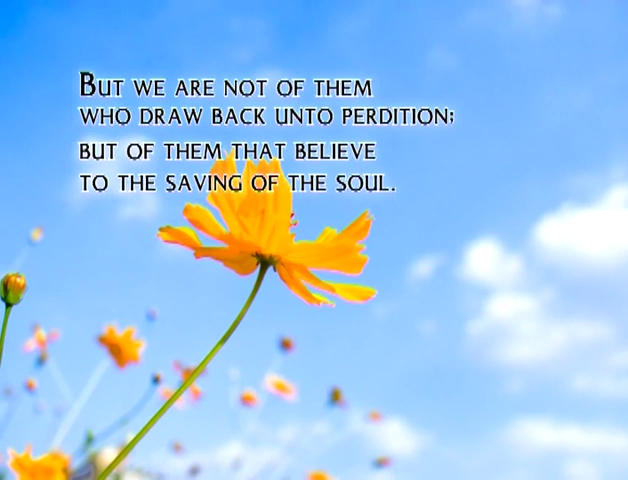 But we are not of them
who draw back unto perdition;
but of them that believe
to the saving of the soul.